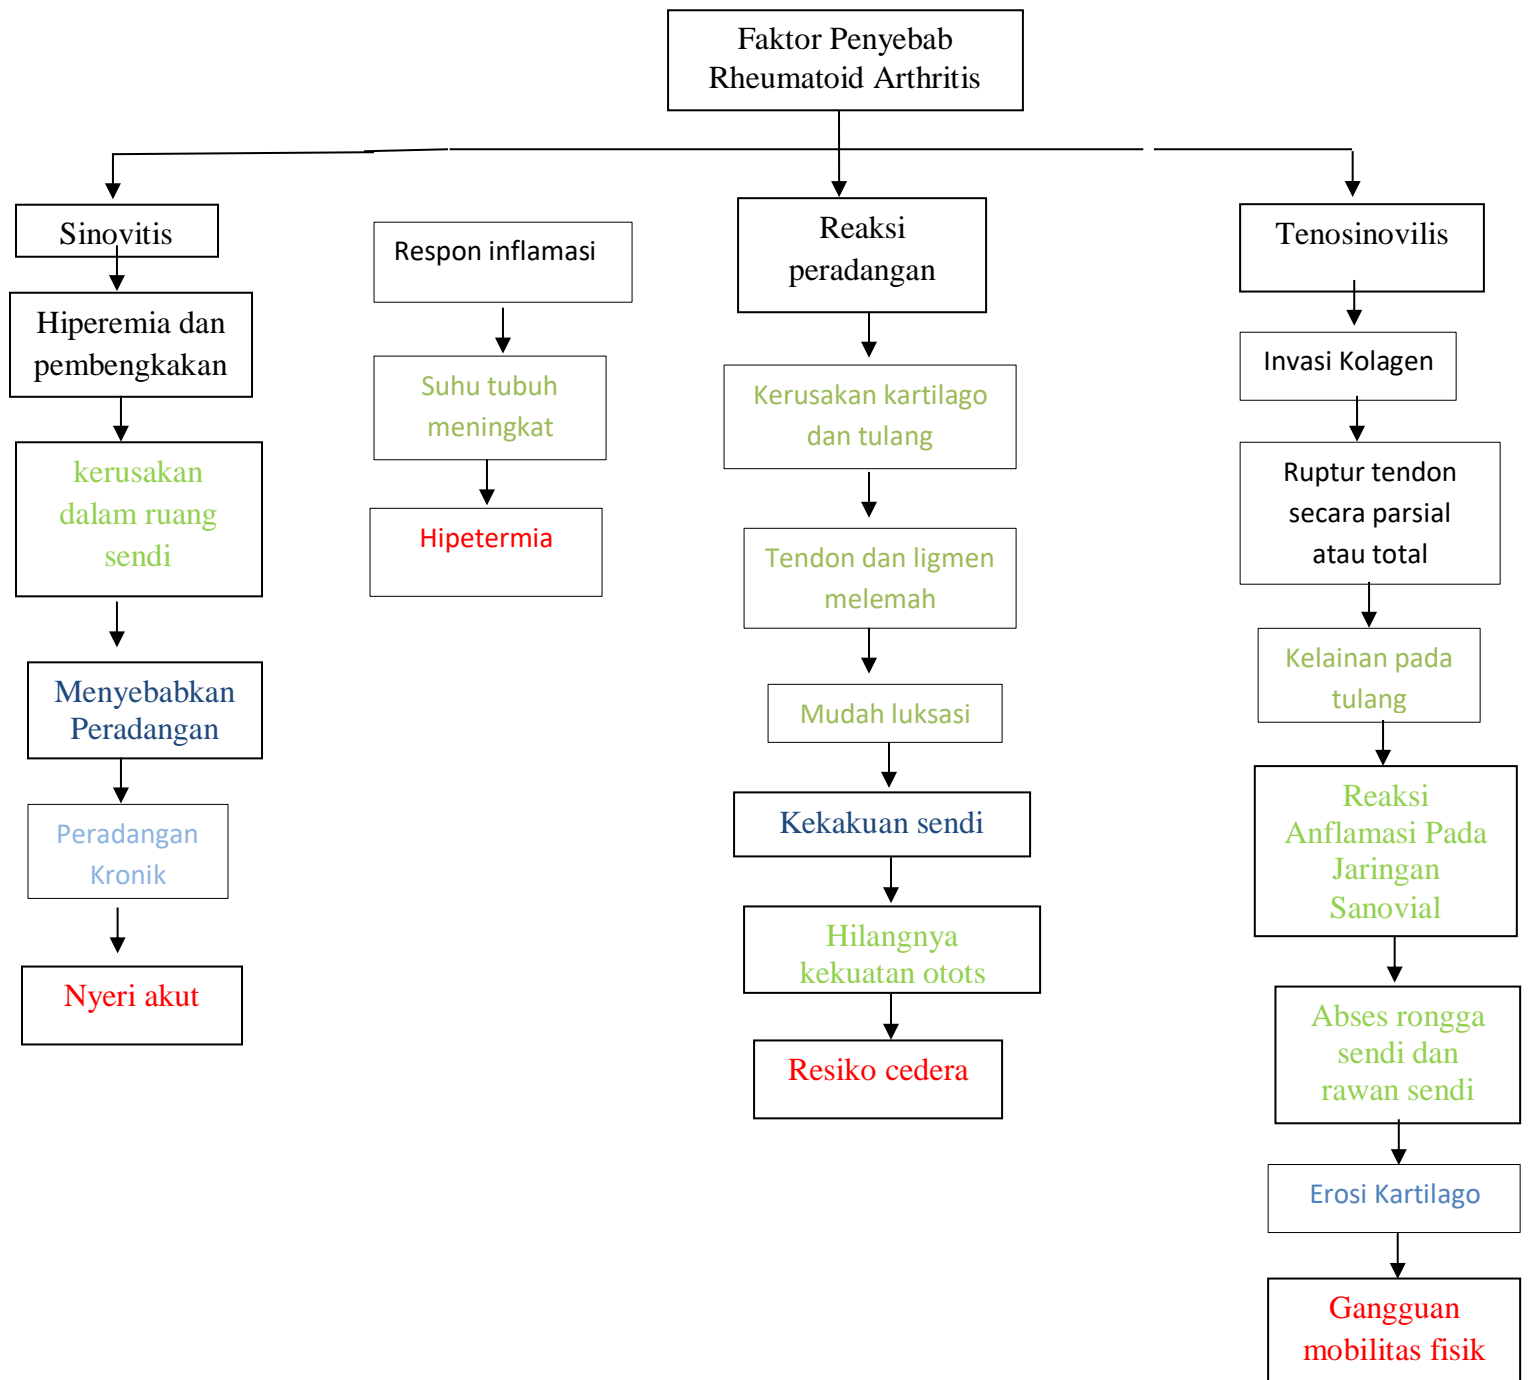 Faktor Penyebab
Rheumatoid Arthritis
Sinovitis
Hiperemia dan
pembengkakan
kerusakan
dalam ruang
sendi
Menyebabkan
Peradangan
Peradangan
Kronik
Nyeri akut
Respon inflamasi
Suhu tubuh
meningkat
Hipetermia
Reaksi
peradangan
Kerusakan kartilago
dan tulang
Tendon dan ligmen
melemah
Mudah luksasi
Kekakuan sendi
Hilangnya
kekuatan otots
Resiko cedera
Tenosinovilis
Invasi Kolagen
Ruptur tendon
secara parsial
atau total
Kelainan pada
tulang
Reaksi
Anflamasi Pada
Jaringan
Sanovial
Abses rongga
sendi dan
rawan sendi
Erosi Kartilago
Gangguan
mobilitas fisik